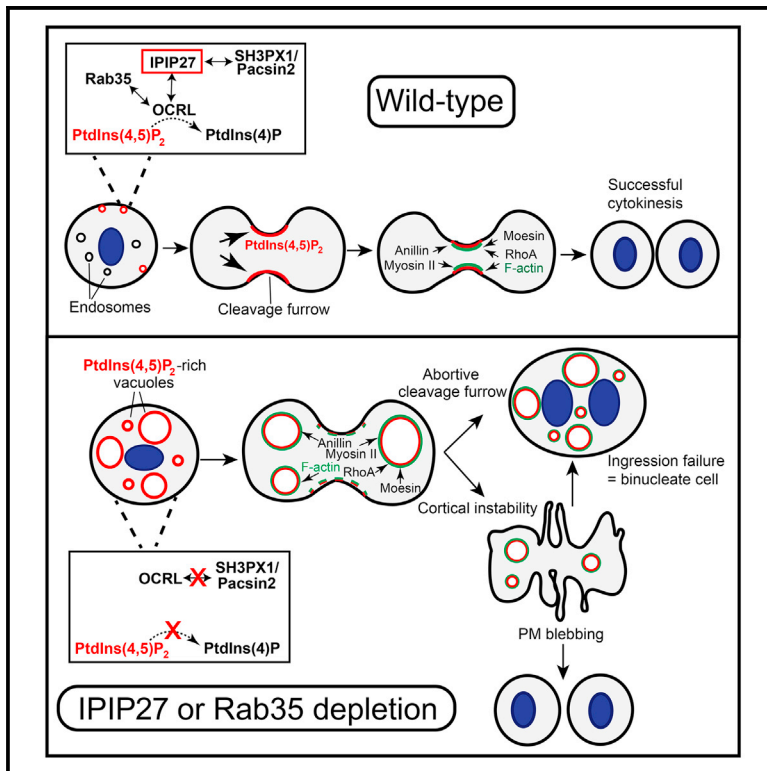 IPIP27
SH3PX1/
Pacsin2
Rab35
OCRL
PtdIns(4,5)P2
PtdIns(4)P
Wild-type
Endosomes
PtdIns(4,5)P2
Cleavage furrow
Anillin
Myosin II
Moesin
RhoA
F-actin
Successful
cytokinesis
PtdIns(4,5)P2-rich
vacuoles
Anillin
Myosin II
F-actin
RhoA
Moesin
Abortive
cleavage furrow
Cortical instability
Ingression failure
= binucleate cell
PM blebbing
OCRL
X
SH3PX1/
Pacsin2
X
PtdIns(4,5)P2
PtdIns(4)P
IPIP27 or Rab35 depletion